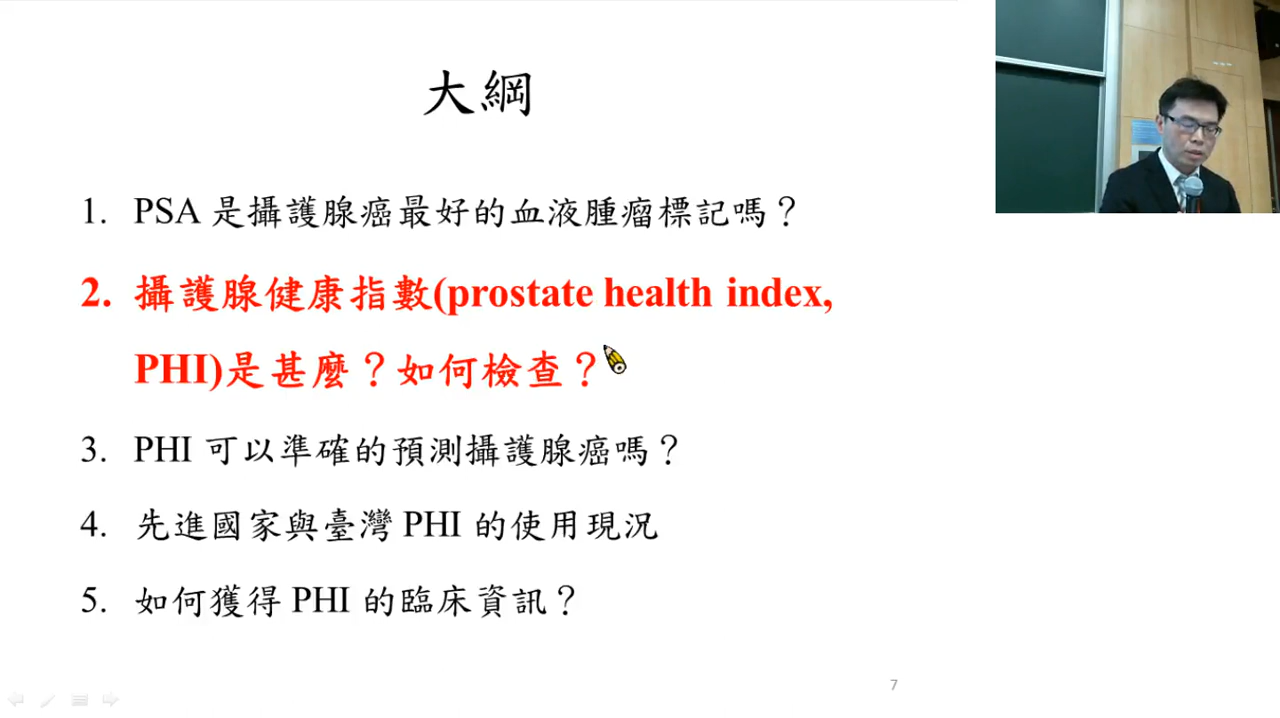 大綱
1. PSA 是攝護腺癌最好的血液腫瘤標記嗎？
2. 攝護腺健康指數(prostate health index,
PHI)是甚麼？如何檢查？
3. PHI 可以準確的預測攝護腺癌嗎？
4. 先進國家與臺灣 PHI 的使用現況
5. 如何獲得 PHI 的臨床資訊？
7